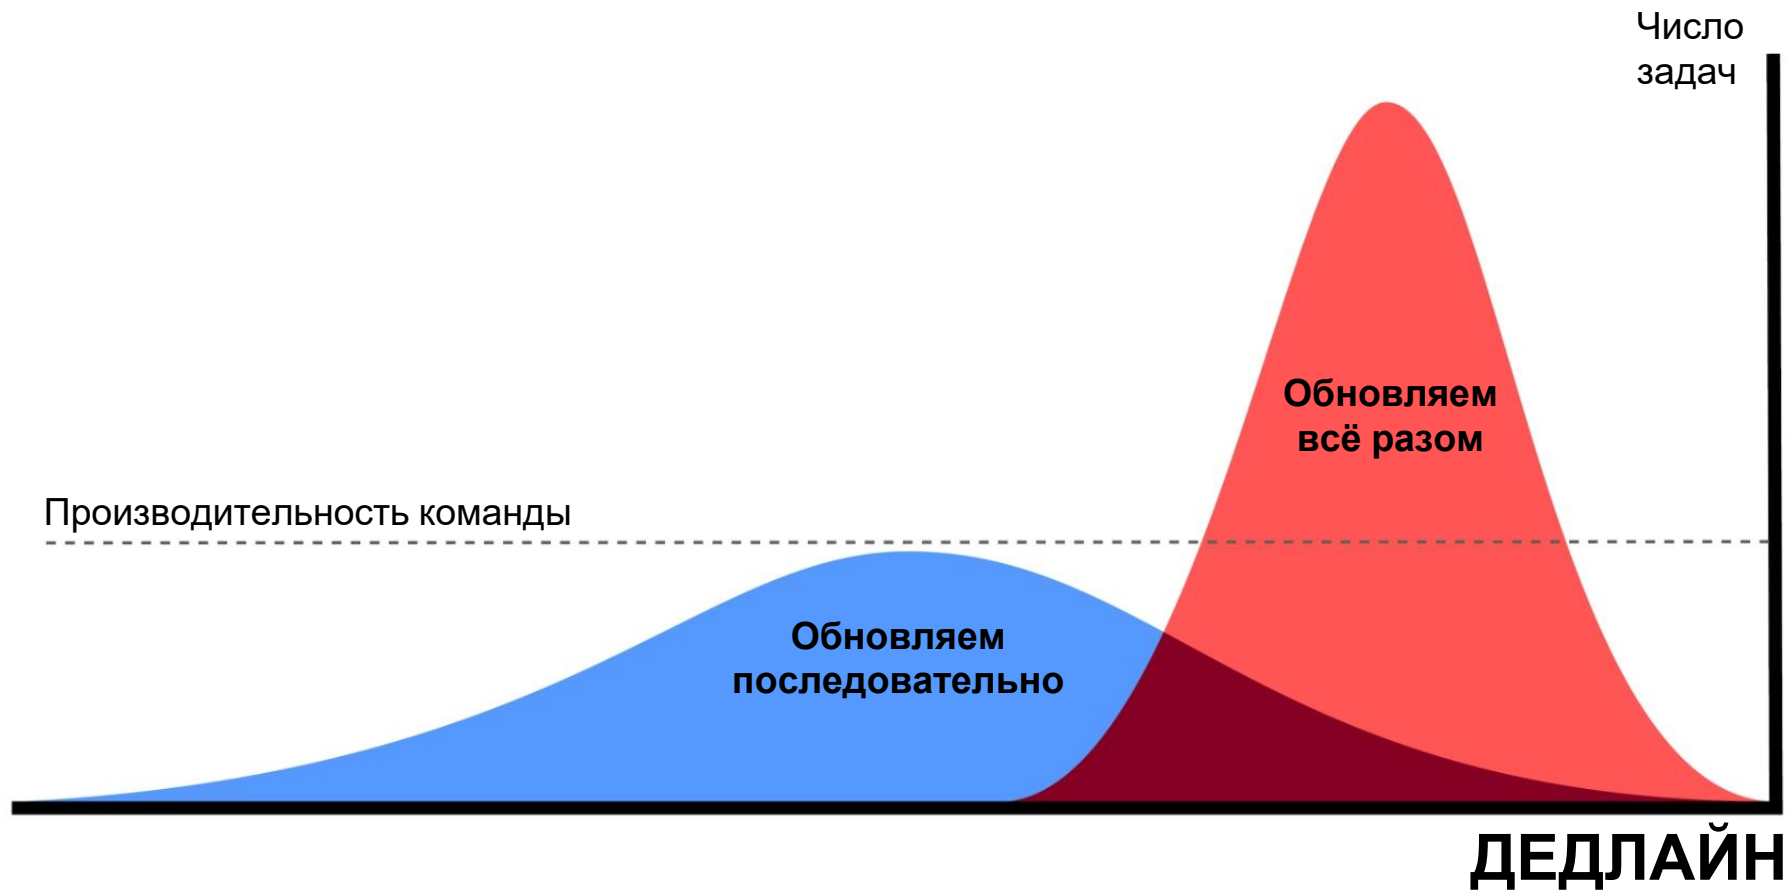 Число
задач
Обновляем
всё разом
Производительность команды
Обновляем
последовательно
ДЕДЛАЙН